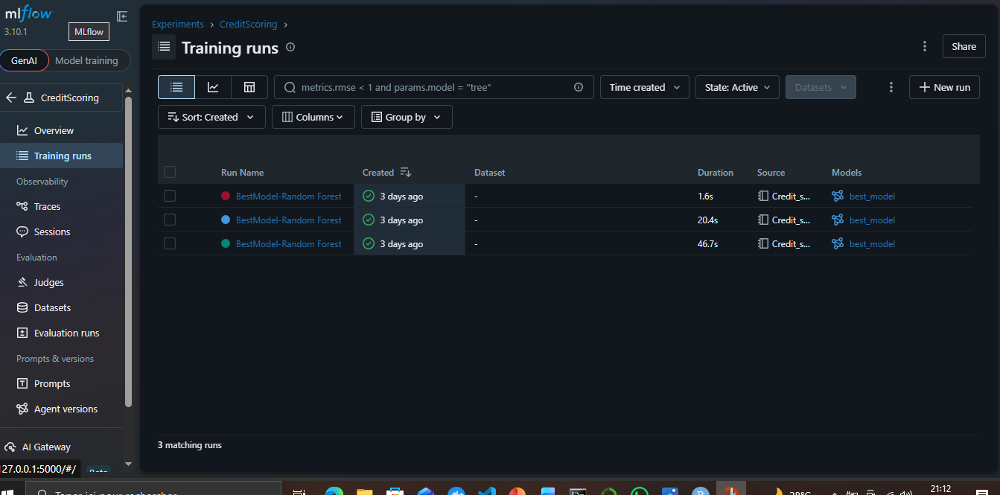 mlflow
3.10.1
MLflow
GenAI
Model training
CreditScoring
Overview
Training runs
Observability
Traces
Sessions
Evaluation
Judges
Datasets
Evaluation runs
Prompts & versions
Prompts
Agent versions
AI Gateway
27.0.0.1:5000/#/
Beta
Experiments > CreditScoring >
Training runs
Share
metrics.rmse < 1 and params.model = "tree"
Time created
State: Active
Datasets
New run
Sort: Created
Columns
Group by
Run Name Created Dataset Duration Source Models
BestModel-Random Forest 3 days ago - 1.6s Credit_s... best_model
BestModel-Random Forest 3 days ago - 20.4s Credit_s... best_model
BestModel-Random Forest 3 days ago - 46.7s Credit_s... best_model
3 matching runs
Taper ici pour rechercher
28°C
21:12